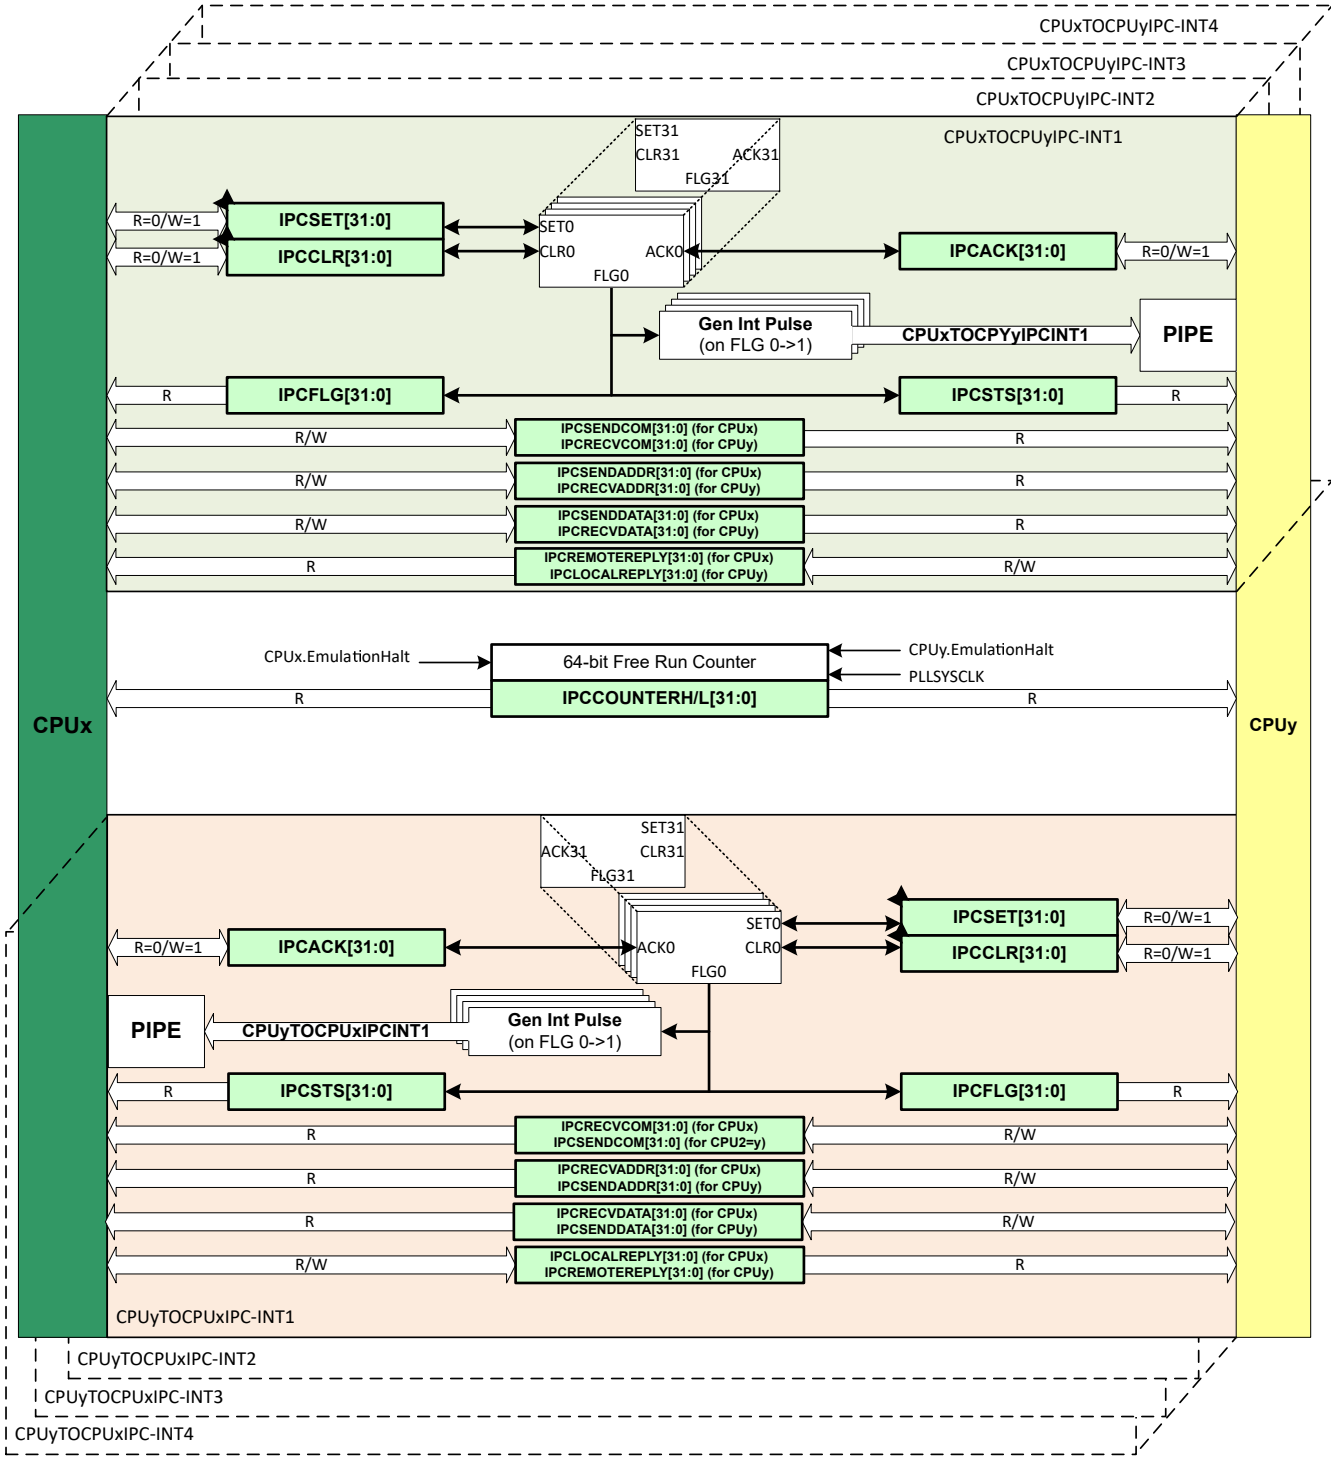 CPUxTOCPUyIPC-INT4
CPUxTOCPUyIPC-INT3
CPUxTOCPUyIPC-INT2
CPUxTOCPUyIPC-INT1
SET31
CLR31 ACK31
FLG31
R=0/W=1 IPCSET[31:0] SET0
R=0/W=1 IPCCLR[31:0] CLR0 ACK0 IPCACK[31:0] R=0/W=1
FLG0
Gen Int Pulse
(on FLG 0->1)
CPUxTOCPYyIPCINT1 PIPE
R IPCFLG[31:0] IPCSTS[31:0] R
R/W IPCSENDCOM[31:0] (for CPUx) R
IPCRECVCOM[31:0] (for CPUy)
R/W IPCSENDADDR[31:0] (for CPUx) R
IPCRECVADDR[31:0] (for CPUy)
R/W IPCSENDDATA[31:0] (for CPUx) R
IPCRECVDATA[31:0] (for CPUy)
R IPCREMOTEREPLY[31:0] (for CPUx) R/W
IPCLOCALREPLY[31:0] (for CPUy)
CPUx.EmulationHalt 64-bit Free Run Counter CPUy.EmulationHalt
PLLSYSCLK
R IPCCOUNTERH/L[31:0] R
CPUx CPUy
SET31
ACK31 CLR31
FLG31
SET0 IPCSET[31:0] R=0/W=1
R=0/W=1 IPCACK[31:0] ACK0 CLR0 IPCCLR[31:0] R=0/W=1
FLG0
PIPE CPUyTOCPUxIPCINT1
Gen Int Pulse
(on FLG 0->1)
R IPCSTS[31:0] IPCFLG[31:0] R
R IPCRECVCOM[31:0] (for CPUx) R/W
IPCSENDCOM[31:0] (for CPU2=y)
R IPCRECVADDR[31:0] (for CPUx) R/W
IPCSENDADDR[31:0] (for CPUy)
R IPCRECVDATA[31:0] (for CPUx) R/W
IPCSENDDATA[31:0] (for CPUy)
R/W IPCLOCALREPLY[31:0] (for CPUx) R
IPCREMOTEREPLY[31:0] (for CPUy)
CPUyTOCPUxIPC-INT1
CPUyTOCPUxIPC-INT2
CPUyTOCPUxIPC-INT3
CPUyTOCPUxIPC-INT4